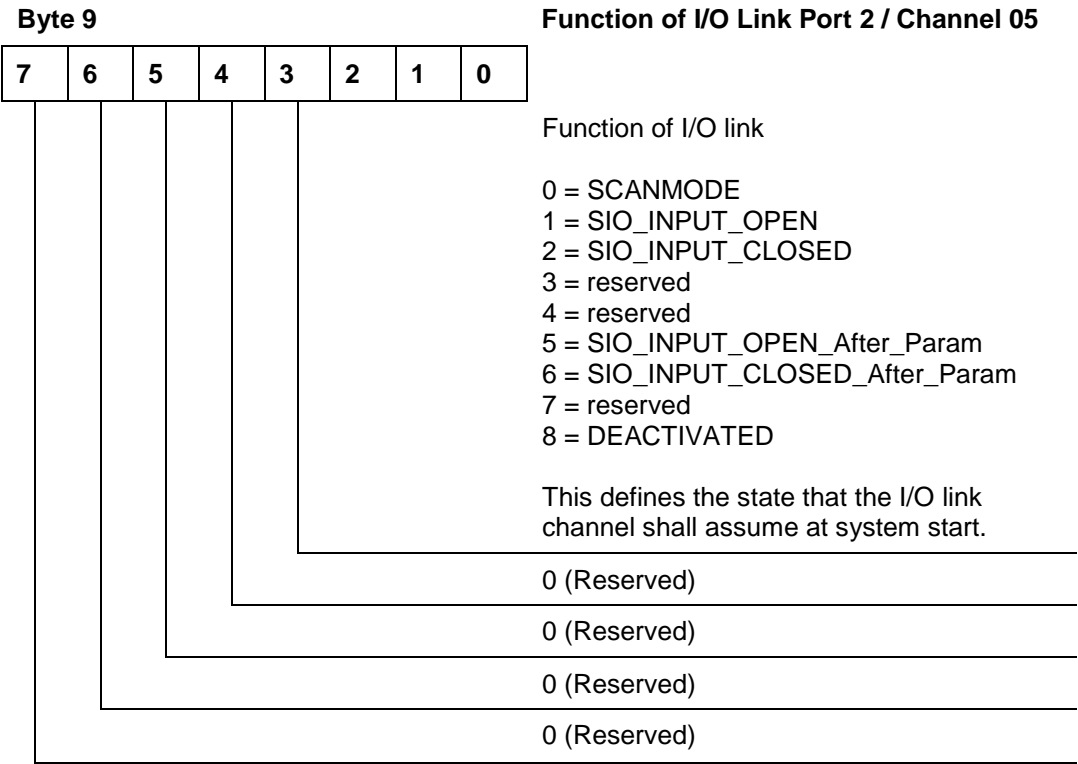 Byte 9
Function of I/O Link Port 2 / Channel 05
7 6 5 4 3 2 1 0
Function of I/O link
0 = SCANMODE
1 = SIO_INPUT_OPEN
2 = SIO_INPUT_CLOSED
3 = reserved
4 = reserved
5 = SIO_INPUT_OPEN_After_Param
6 = SIO_INPUT_CLOSED_After_Param
7 = reserved
8 = DEACTIVATED
This defines the state that the I/O link
channel shall assume at system start.
0 (Reserved)
0 (Reserved)
0 (Reserved)
0 (Reserved)